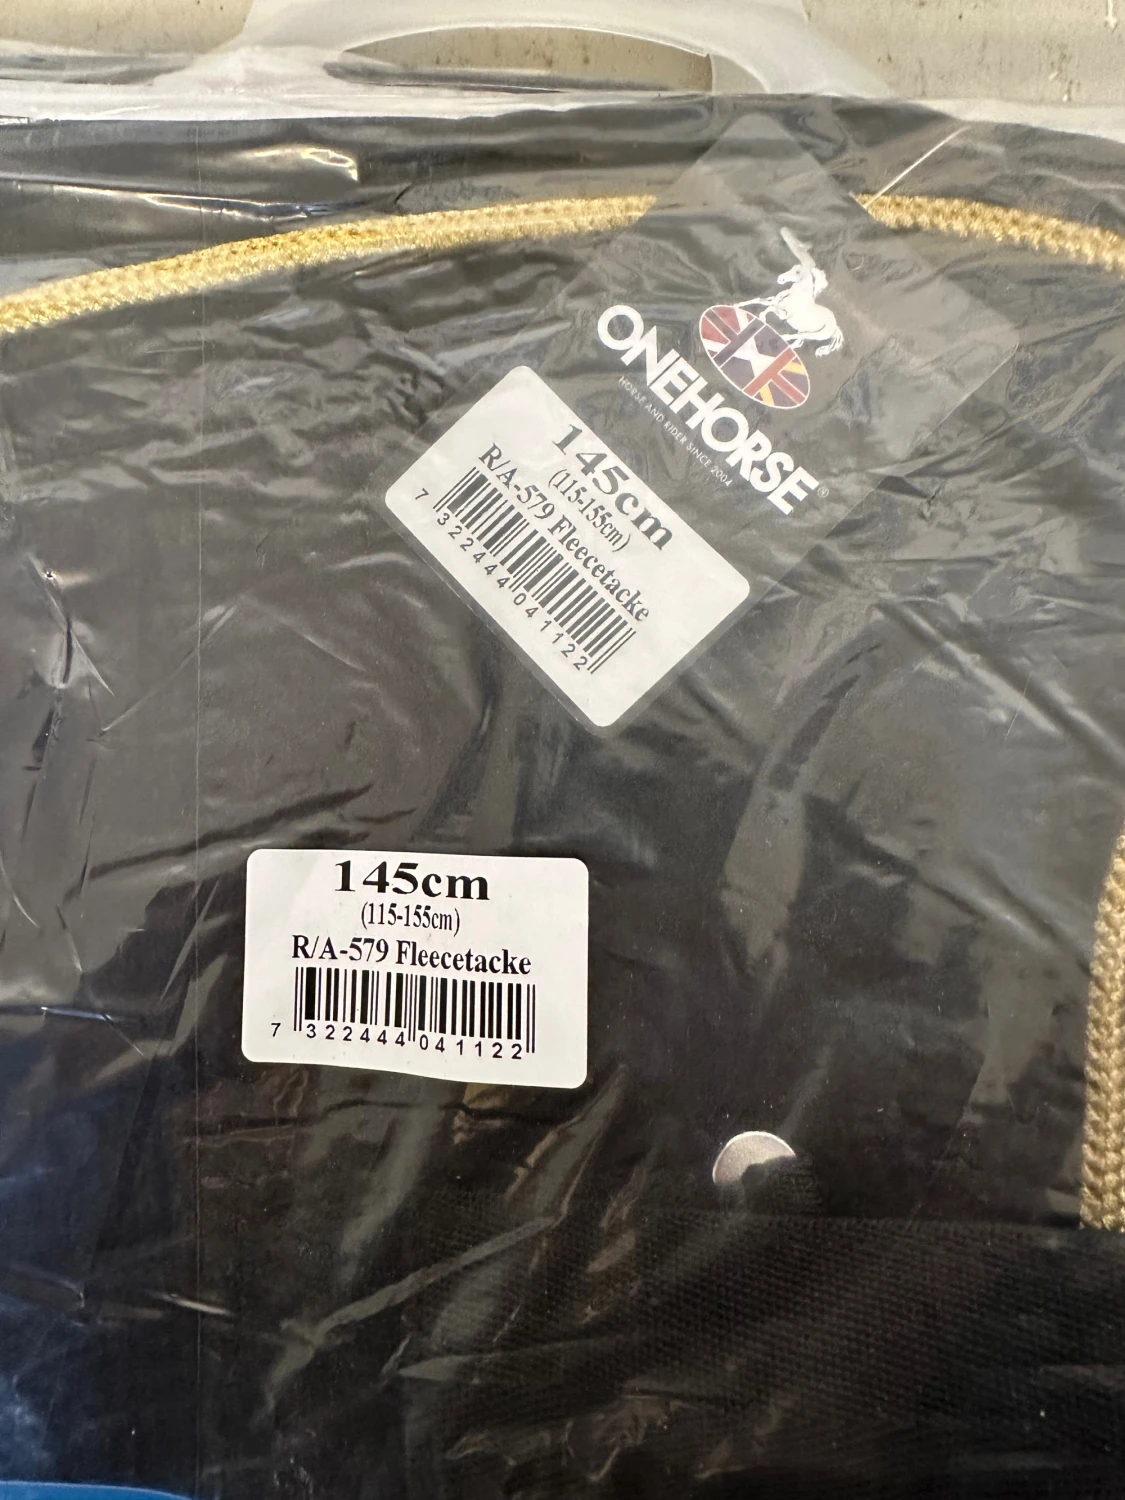 ONEHORSE®
HORSE AND RIDER SINCE 2004
145cm
(115-155cm)
R/A-579 Fleecetacke
7 322444 041122
145cm
(115-155cm)
R/A-579 Fleecetacke
7 322444 041122